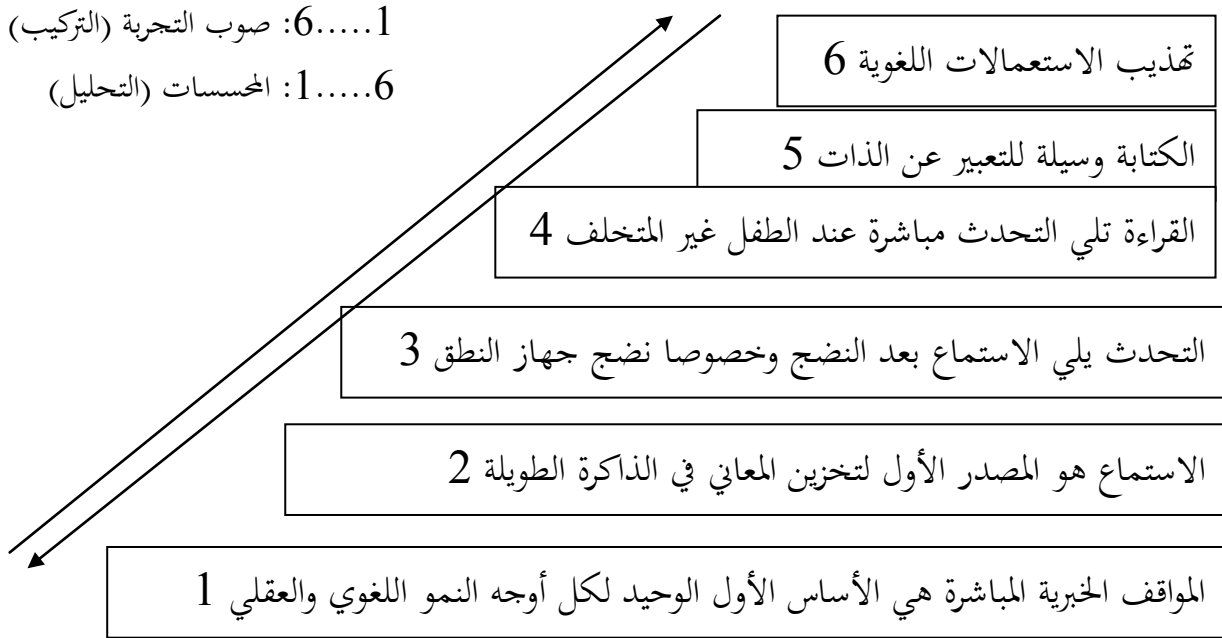 1.....6: صوب التجربة (التركيب)
6.....1: المحسسات (التحليل)
تهذيب الاستعمالات اللغوية 6
الكتابة وسيلة للتعبير عن الذات 5
القراءة تلي التحدث مباشرة عند الطفل غير المتخلف 4
التحدث يلي الاستماع بعد النضج وخصوصا نضج جهاز النطق 3
الاستماع هو المصدر الأول لتخزين المعاني في الذاكرة الطويلة 2
المواقف الخبرية المباشرة هي الأساس الأول الوحيد لكل أوجه النمو اللغوي والعقلي 1